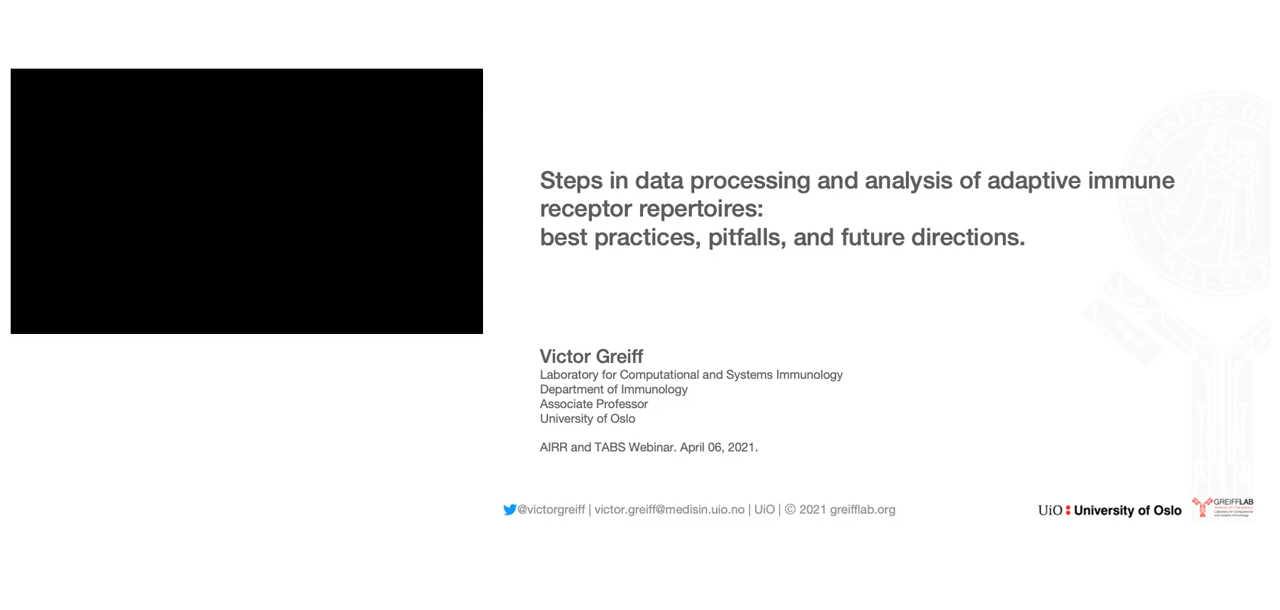 Steps in data processing and analysis of adaptive immune
receptor repertoires:
best practices, pitfalls, and future directions.
Victor Greiff
Laboratory for Computational and Systems Immunology
Department of Immunology
Associate Professor
University of Oslo
AIRR and TABS Webinar. April 06, 2021.
@victorgreiff | victor.greiff@medisin.uio.no | UiO | © 2021 greifflab.org
UiO : University of Oslo
GREIFFLAB